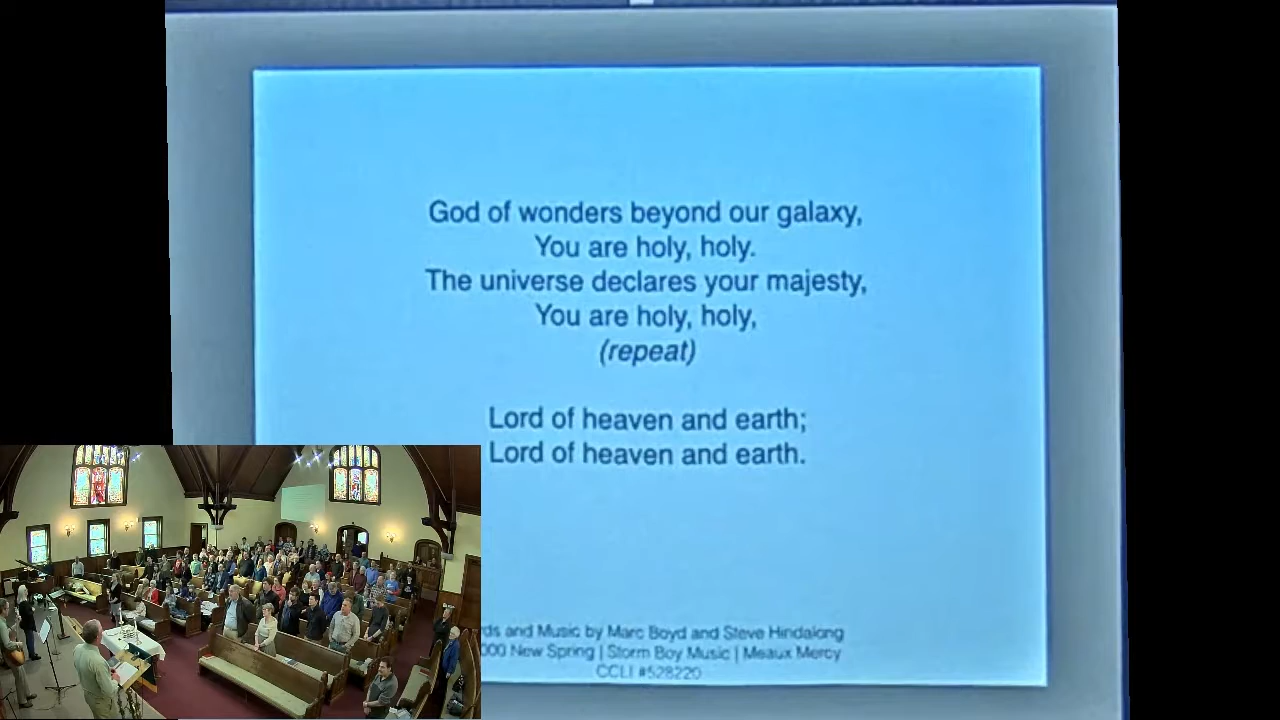 God of wonders beyond our galaxy,
You are holy, holy.
The universe declares your majesty,
You are holy, holy,
(repeat)
Lord of heaven and earth;
Lord of heaven and earth.
and Music by Marc Boyd and Steve Hindalong
New Spring | Storm Boy Music | Meaux Mercy
CCLI #528220